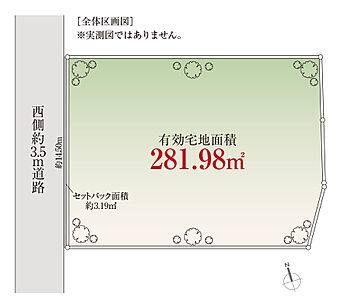 [全体区画図]
※実測図ではありません。
西側約3.5m道路
約14.50m
有効宅地面積
281.98㎡
セットバック面積
約3.19㎡
N